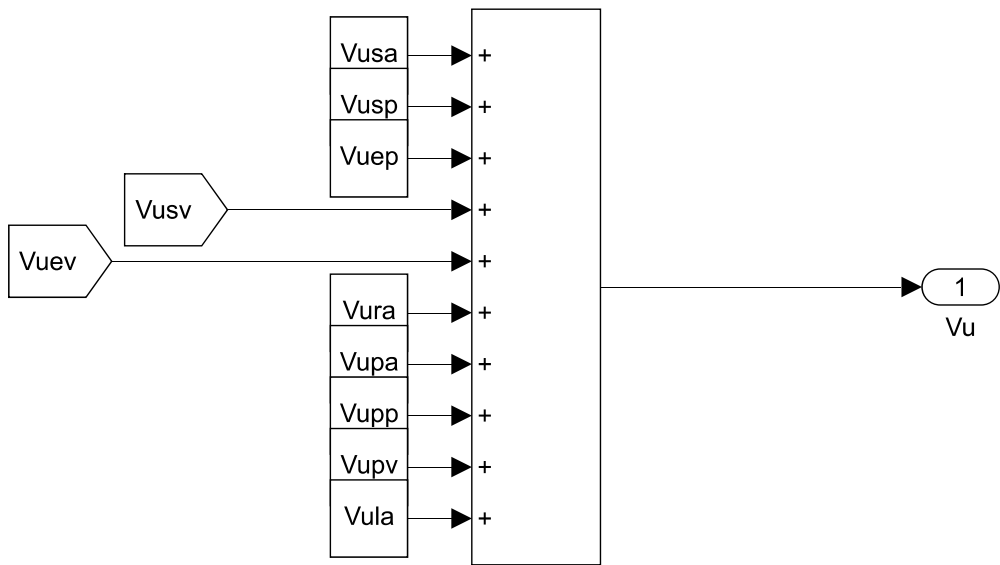 Vusa +
Vusp +
Vuep +
Vusv +
Vuev +
Vura +
Vupa +
Vupp +
Vupv +
Vula +
1
Vu